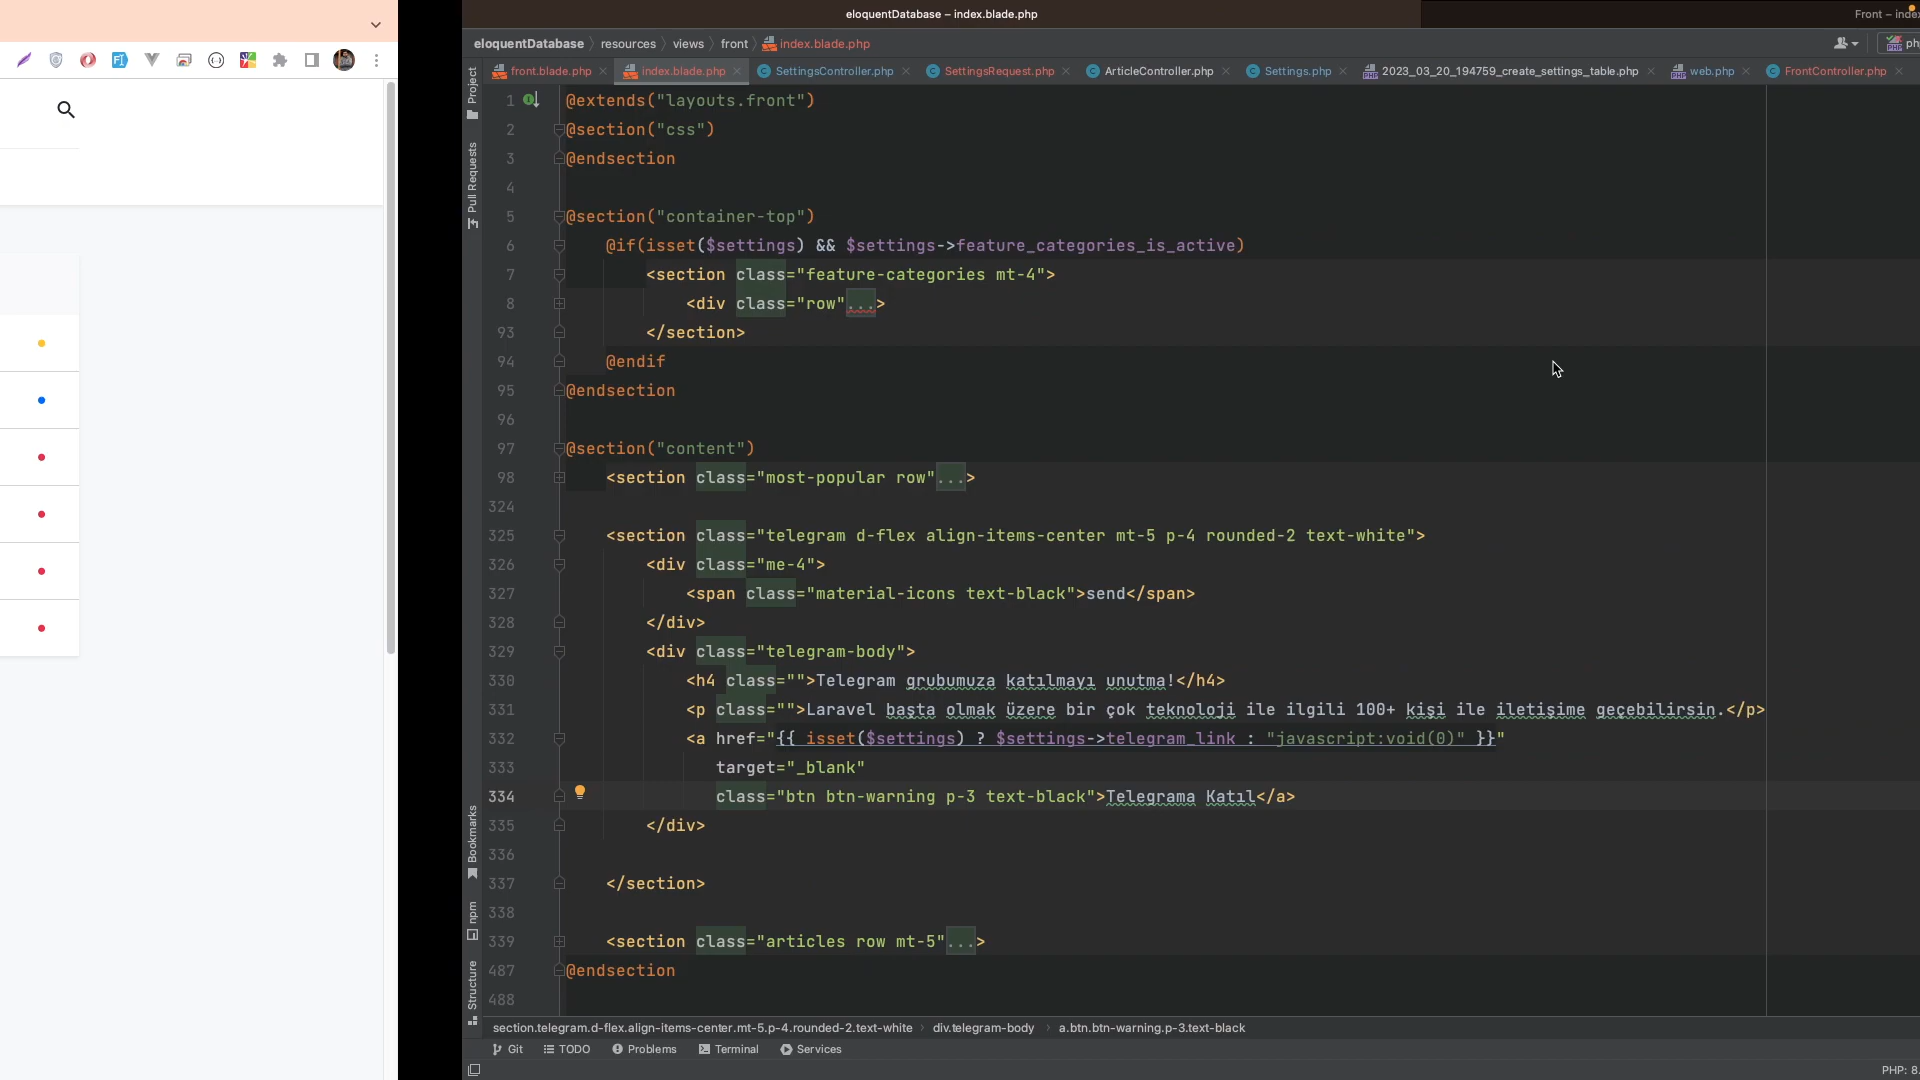 eloquentDatabase – index.blade.php
Front – inde
eloquentDatabase
resources
views
front
index.blade.php
front.blade.php
index.blade.php
SettingsController.php
SettingsRequest.php
ArticleController.php
Settings.php
2023_03_20_194759_create_settings_table.php
web.php
FrontController.php
Project
Pull Requests
Bookmarks
npm
Structure
1 @extends("layouts.front")
2 @section("css")
3 @endsection
4
5 @section("container-top")
6 @if(isset($settings) && $settings->feature_categories_is_active)
7 <section class="feature-categories mt-4">
8 <div class="row"...>
93 </section>
94 @endif
95 @endsection
96
97 @section("content")
98 <section class="most-popular row"...>
324
325 <section class="telegram d-flex align-items-center mt-5 p-4 rounded-2 text-white">
326 <div class="me-4">
327 <span class="material-icons text-black">send</span>
328 </div>
329 <div class="telegram-body">
330 <h4 class="">Telegram grubumuza katılmayı unutma!</h4>
331 <p class="">Laravel başta olmak üzere bir çok teknoloji ile ilgili 100+ kişi ile iletişime geçebilirsin.</p>
332 <a href="{{ isset($settings) ? $settings->telegram_link : "javascript:void(0)" }}"
333 target="_blank"
334 class="btn btn-warning p-3 text-black">Telegrama Katıl</a>
335 </div>
336
337 </section>
338
339 <section class="articles row mt-5"...>
487 @endsection
488
section.telegram.d-flex.align-items-center.mt-5.p-4.rounded-2.text-white
div.telegram-body
a.btn.btn-warning.p-3.text-black
Git
TODO
Problems
Terminal
Services
PHP: 8.